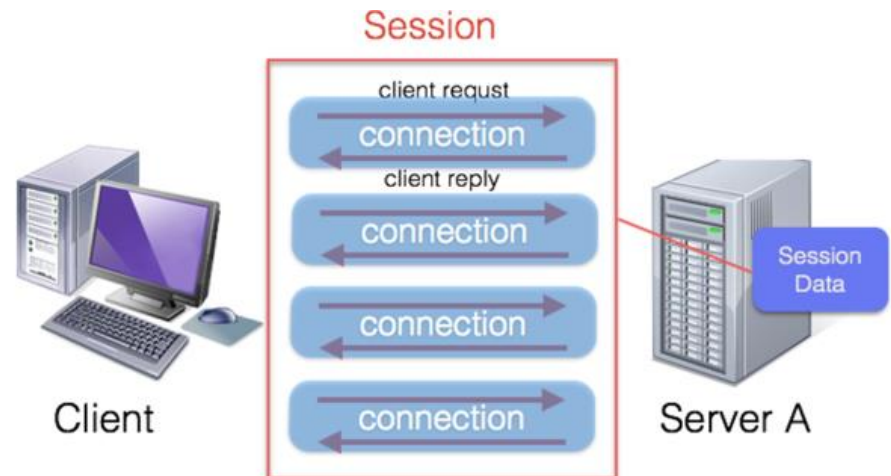 Session
client requst
connection
client reply
connection
connection
connection
Session
Data
Client
Server A